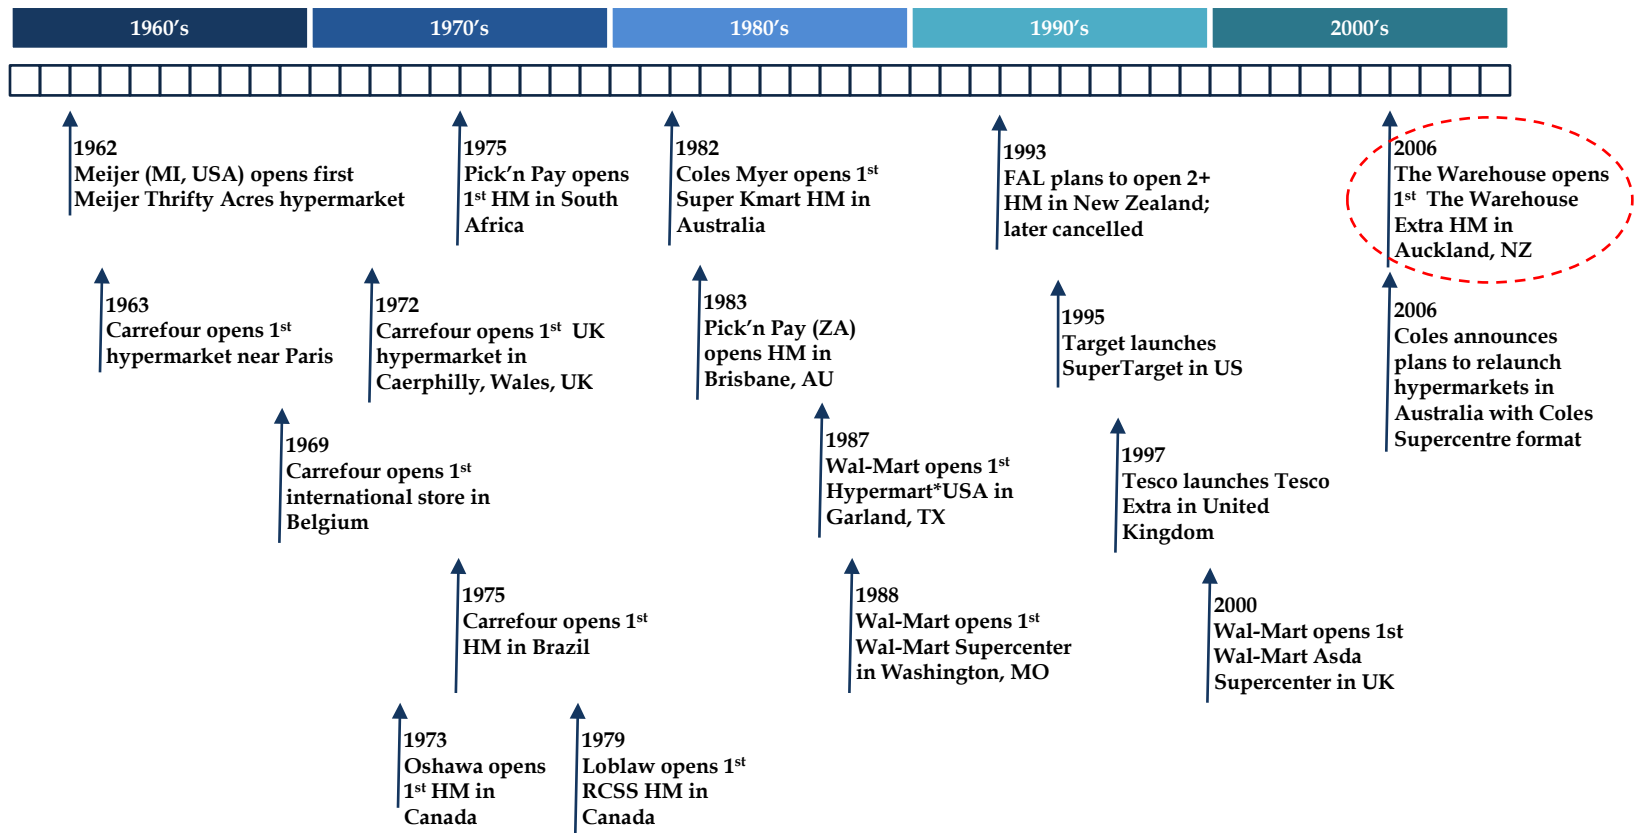 1960’s
1970’s
1980’s
1990’s
2000’s
1962
Meijer (MI, USA) opens first
Meijer Thrifty Acres hypermarket
1975
Pick’n Pay opens
1st HM in South
Africa
1982
Coles Myer opens 1st
Super Kmart HM in
Australia
1993
FAL plans to open 2+
HM in New Zealand;
later cancelled
2006
The Warehouse opens
1st The Warehouse
Extra HM in
Auckland, NZ
1963
Carrefour opens 1st
hypermarket near Paris
1972
Carrefour opens 1st UK
hypermarket in
Caerphilly, Wales, UK
1983
Pick’n Pay (ZA)
opens HM in
Brisbane, AU
1995
Target launches
SuperTarget in US
2006
Coles announces
plans to relaunch
hypermarkets in
Australia with Coles
Supercentre format
1969
Carrefour opens 1st
international store in
Belgium
1987
Wal-Mart opens 1st
Hypermart*USA in
Garland, TX
1997
Tesco launches Tesco
Extra in United
Kingdom
1975
Carrefour opens 1st
HM in Brazil
1988
Wal-Mart opens 1st
Wal-Mart Supercenter
in Washington, MO
2000
Wal-Mart opens 1st
Wal-Mart Asda
Supercenter in UK
1973
Oshawa opens
1st HM in
Canada
1979
Loblaw opens 1st
RCSS HM in
Canada